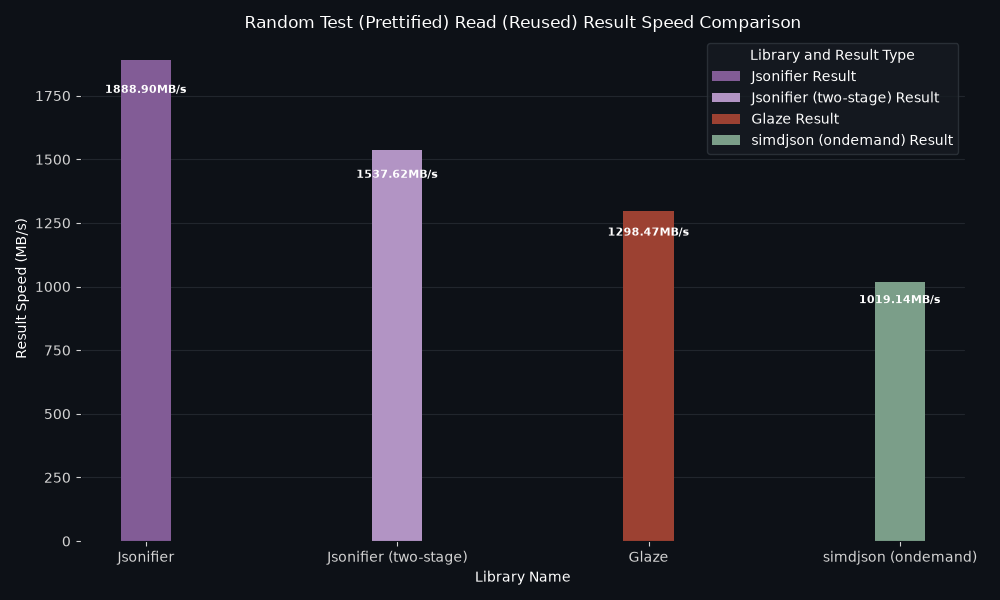 Random Test (Prettified) Read (Reused) Result Speed Comparison
Library and Result Type
Jsonifier Result
Jsonifier (two-stage) Result
Glaze Result
simdjson (ondemand) Result
Result Speed (MB/s)
1750
1500
1250
1000
750
500
250
0
1888.90MB/s
1537.62MB/s
1298.47MB/s
1019.14MB/s
Jsonifier
Jsonifier (two-stage)
Glaze
simdjson (ondemand)
Library Name